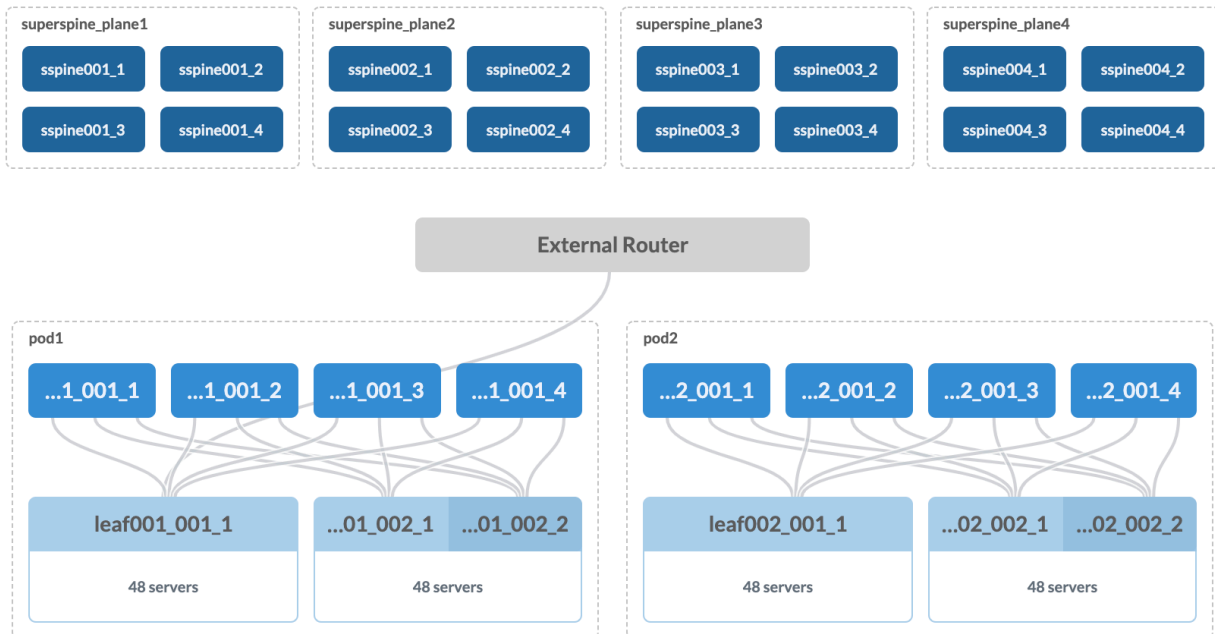 superspine_plane1 superspine_plane2 superspine_plane3 superspine_plane4
sspine001_1 sspine001_2 sspine002_1 sspine002_2 sspine003_1 sspine003_2 sspine004_1 sspine004_2
sspine001_3 sspine001_4 sspine002_3 sspine002_4 sspine003_3 sspine003_4 sspine004_3 sspine004_4
External Router
pod1 pod2
...1_001_1 ...1_001_2 ...1_001_3 ...1_001_4 ...2_001_1 ...2_001_2 ...2_001_3 ...2_001_4
leaf001_001_1 ...01_002_1 ...01_002_2 leaf002_001_1 ...02_002_1 ...02_002_2
48 servers 48 servers 48 servers 48 servers